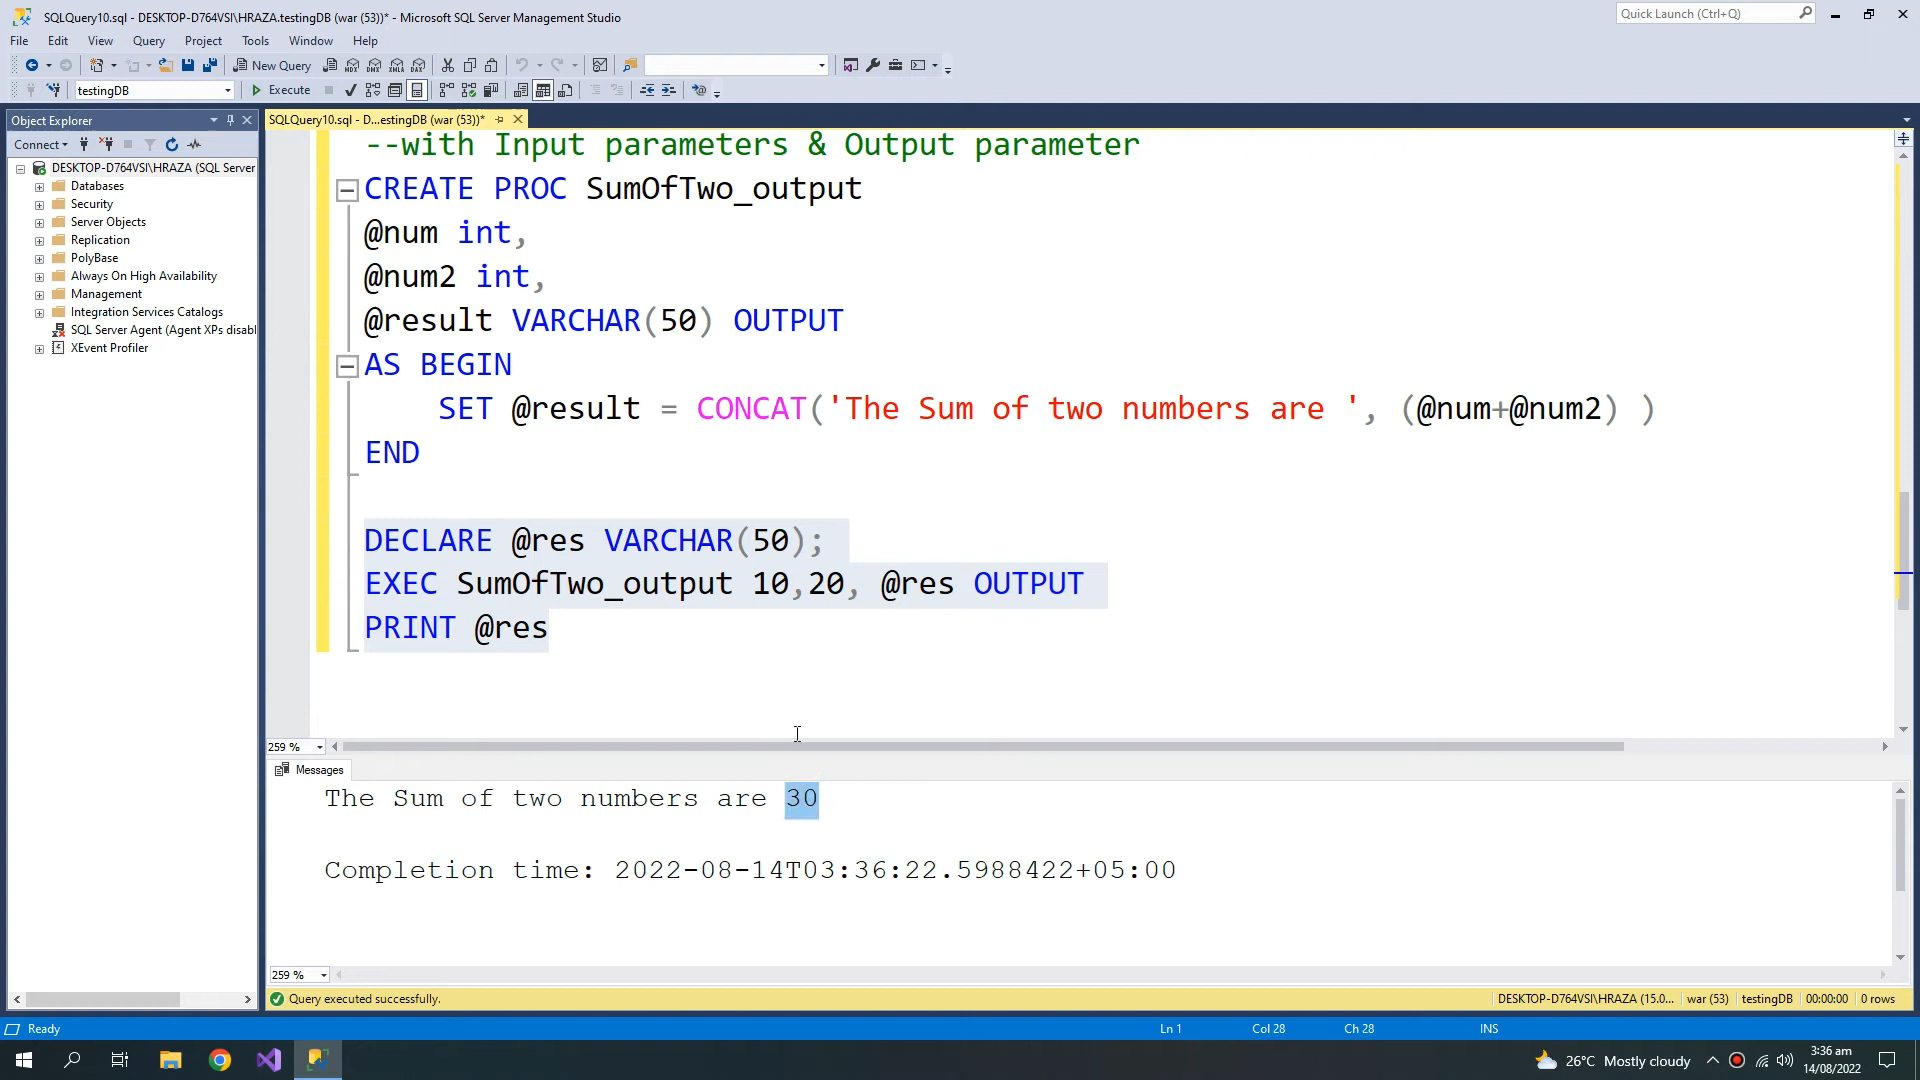 SQLQuery10.sql - DESKTOP-D764VSI\HRAZA.testingDB (war (53))* - Microsoft SQL Server Management Studio
Quick Launch (Ctrl+Q)
File Edit View Query Project Tools Window Help
New Query
MDX DMX XMLA DAX
testingDB
Execute
Object Explorer
SQLQuery10.sql - D...estingDB (war (53))*
Connect
DESKTOP-D764VSI\HRAZA (SQL Server
Databases
Security
Server Objects
Replication
PolyBase
Always On High Availability
Management
Integration Services Catalogs
SQL Server Agent (Agent XPs disabl
XEvent Profiler
--with Input parameters & Output parameter
CREATE PROC SumOfTwo_output
@num int,
@num2 int,
@result VARCHAR(50) OUTPUT
AS BEGIN
SET @result = CONCAT('The Sum of two numbers are ', (@num+@num2) )
END
DECLARE @res VARCHAR(50);
EXEC SumOfTwo_output 10,20, @res OUTPUT
PRINT @res
259 %
Messages
The Sum of two numbers are 30
Completion time: 2022-08-14T03:36:22.5988422+05:00
259 %
Query executed successfully.
DESKTOP-D764VSI\HRAZA (15.0... war (53) testingDB 00:00:00 0 rows
Ready
Ln 1 Col 28 Ch 28 INS
26°C Mostly cloudy
3:36 am
14/08/2022